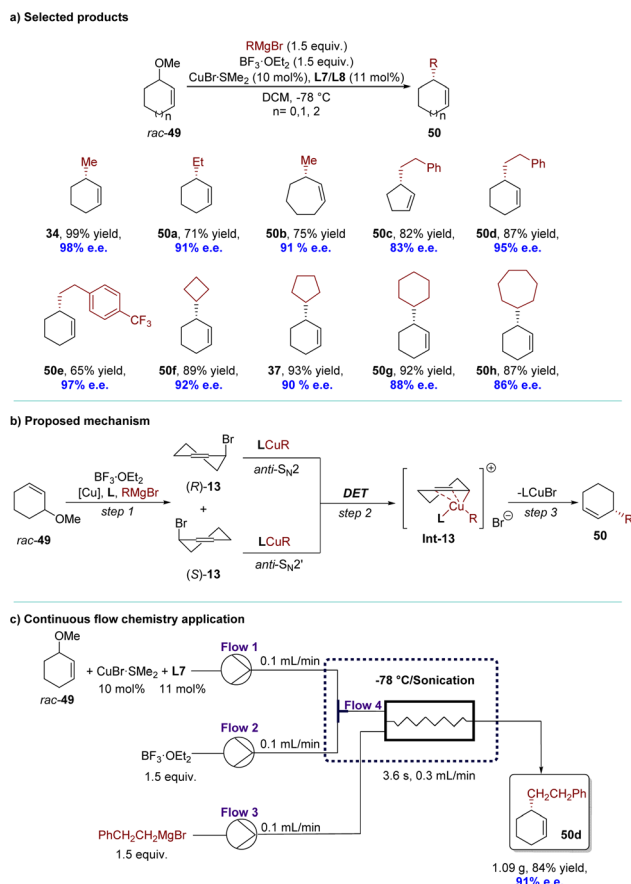 a) Selected products
RMgBr (1.5 equiv.)
BF3·OEt2 (1.5 equiv.)
CuBr·SMe2 (10 mol%), L7/L8 (11 mol%)
DCM, -78 °C
n= 0,1, 2
OMe
( )n
rac-49
R
( )n
50
Me
34, 99% yield,
98% e.e.
Et
50a, 71% yield,
91% e.e.
Me
50b, 75% yield
91 % e.e.
Ph
50c, 82% yield,
83% e.e.
Ph
50d, 87% yield,
95% e.e.
CF3
50e, 65% yield,
97% e.e.
50f, 89% yield,
92% e.e.
37, 93% yield,
90 % e.e.
50g, 92% yield,
88% e.e.
50h, 87% yield,
86% e.e.
b) Proposed mechanism
OMe
rac-49
BF3·OEt2
[Cu], L, RMgBr
step 1
Br
(R)-13
+
Br
(S)-13
LCuR
anti-SN2
LCuR
anti-SN2'
DET
step 2
Cu
L
R
⊕
Br⊖
Int-13
-LCuBr
step 3
R
50
c) Continuous flow chemistry application
OMe
rac-49
+ CuBr·SMe2 + L7
10 mol% 11 mol%
Flow 1
0.1 mL/min
BF3·OEt2
1.5 equiv.
Flow 2
0.1 mL/min
PhCH2CH2MgBr
1.5 equiv.
Flow 3
0.1 mL/min
-78 °C/Sonication
Flow 4
3.6 s, 0.3 mL/min
CH2CH2Ph
50d
1.09 g, 84% yield,
91% e.e.